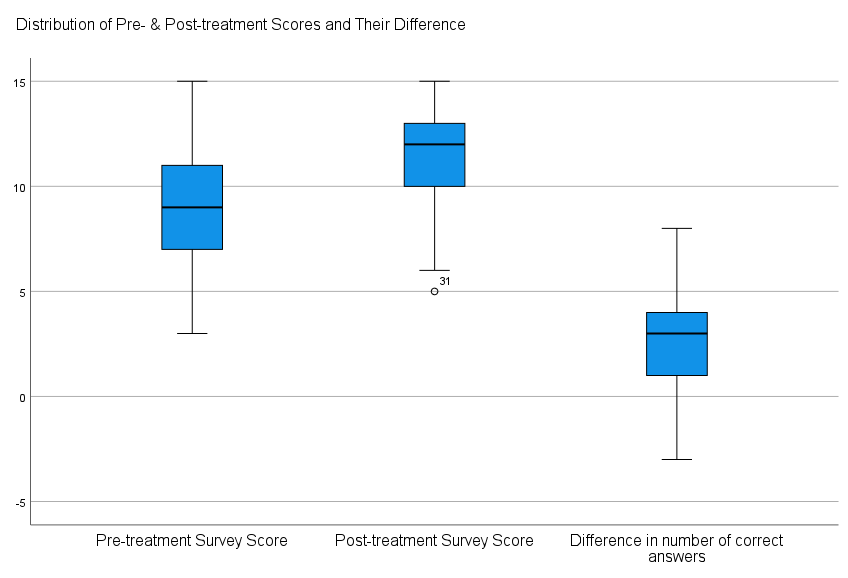 Distribution of Pre- & Post-treatment Scores and Their Difference
15
10
5
0
-5
31
Pre-treatment Survey Score
Post-treatment Survey Score
Difference in number of correct
answers